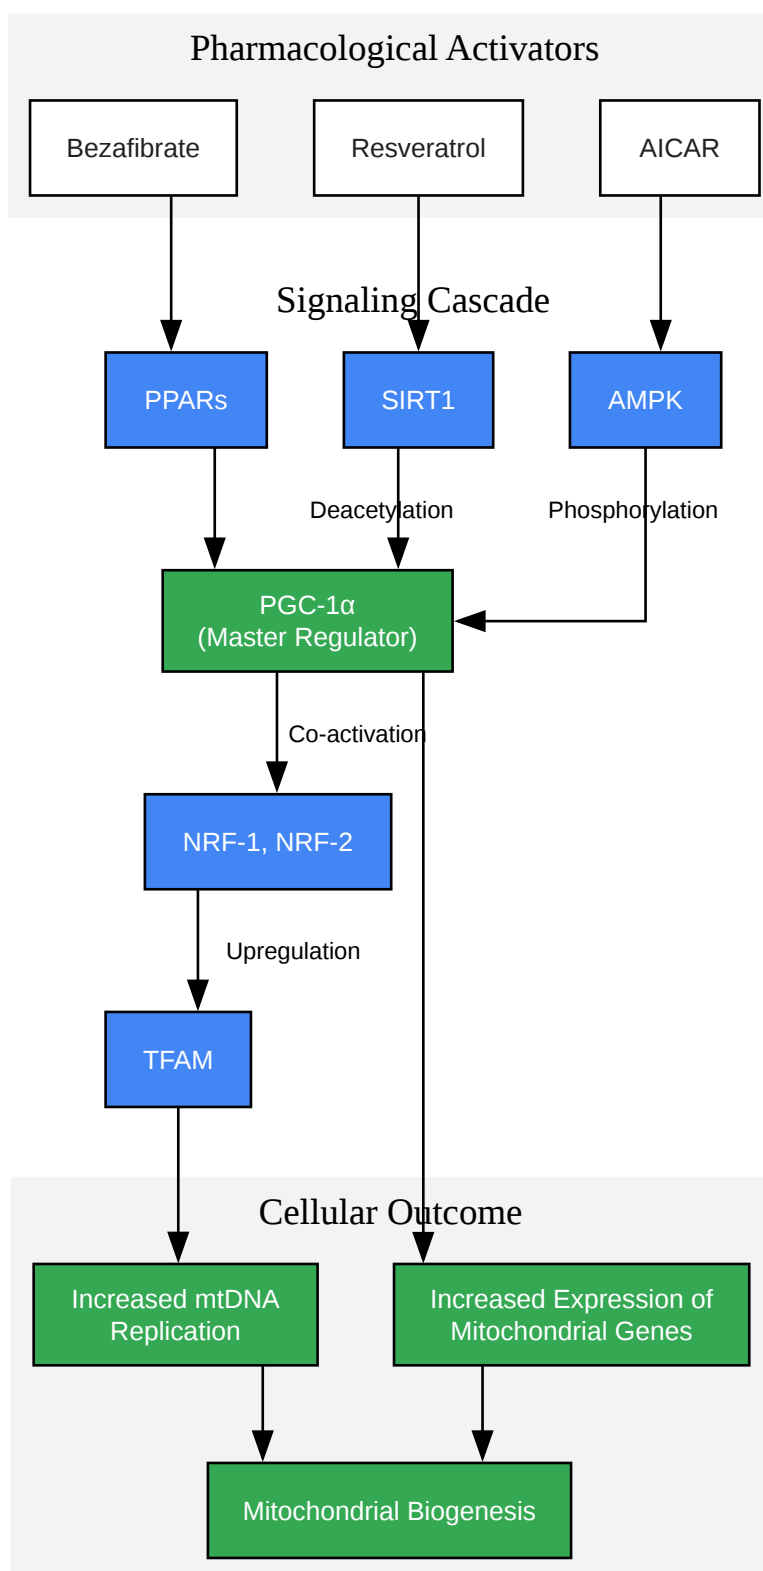 Pharmacological Activators
Bezafibrate
Resveratrol
AICAR
Signaling Cascade
PPARs
SIRT1
AMPK
Deacetylation
Phosphorylation
PGC-1α
(Master Regulator)
Co-activation
NRF-1, NRF-2
Upregulation
TFAM
Cellular Outcome
Increased mtDNA
Replication
Increased Expression of
Mitochondrial Genes
Mitochondrial Biogenesis